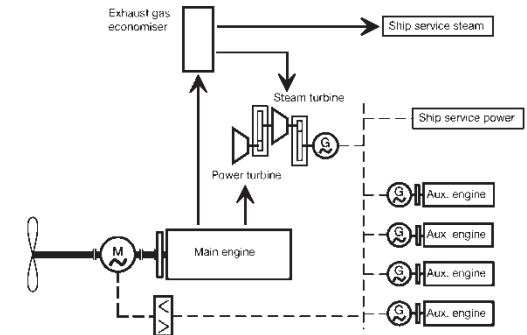 Exhaust gas
economiser
Ship service steam
Steam turbine
Ship service power
G
Power turbine
G
Aux. engine
G
Aux. engine
M
Main engine
G
Aux. engine
G
Aux. engine